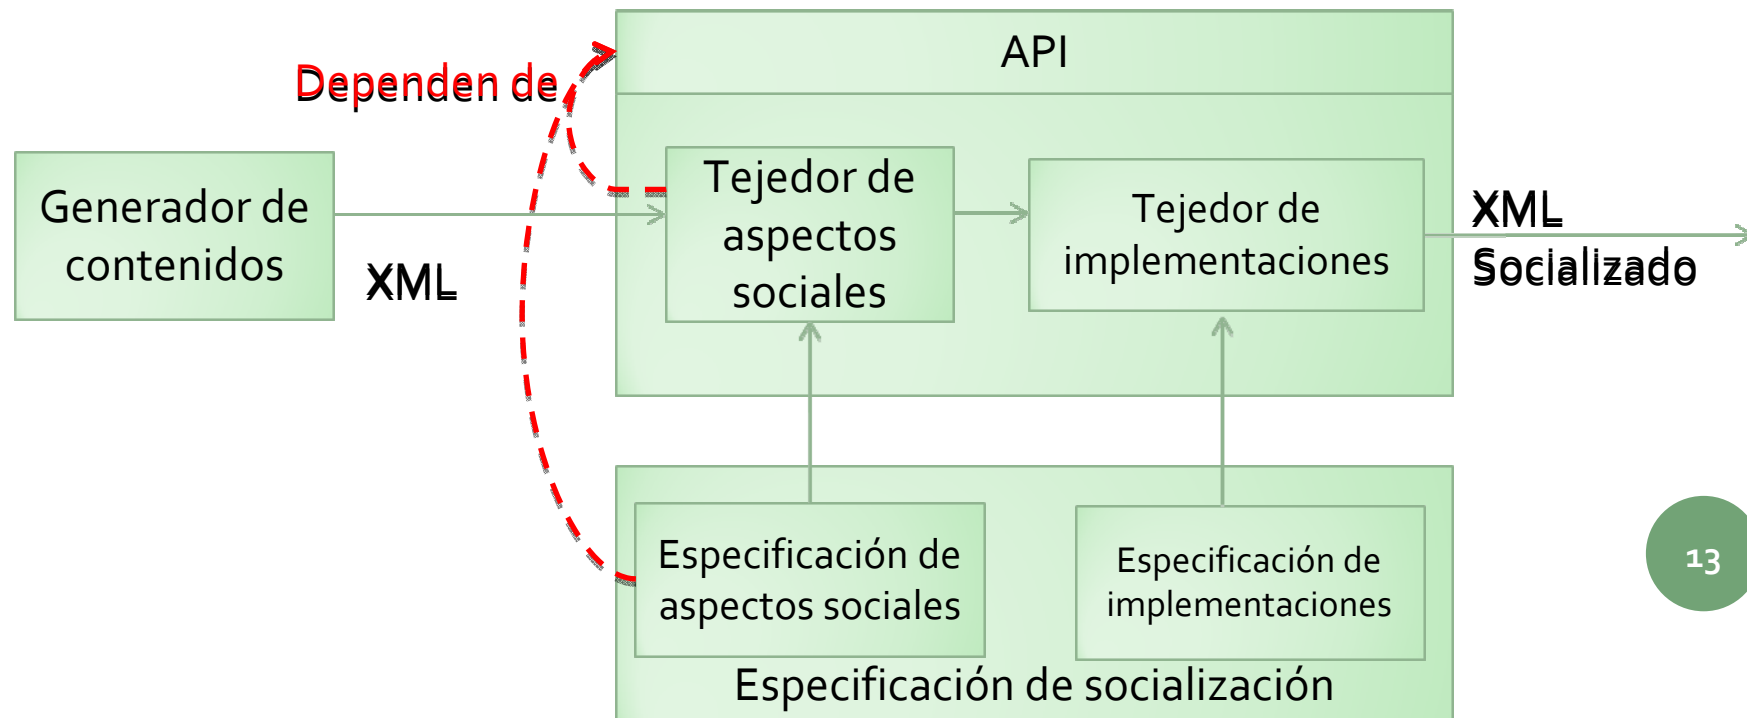 API
Dependen de
Generador de
contenidos
XML
Tejedor de
aspectos
sociales
Tejedor de
implementaciones
XML
Socializado
Especificación de
aspectos sociales
Especificación de
implementaciones
Especificación de socialización
13